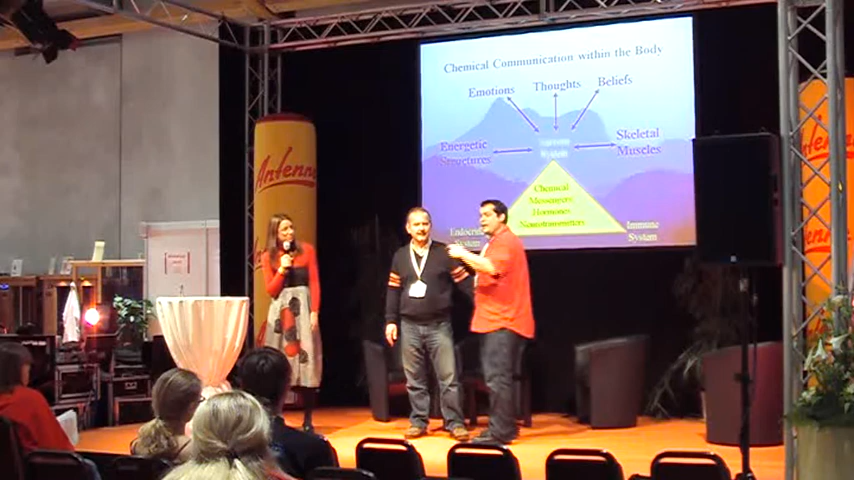 Chemical Communication within the Body
Emotions
Thoughts
Beliefs
Energetic
Structures
Skeletal
Muscles
System
Chemical
Messengers
Hormones
Neurotransmitters
Endocrine
System
Immune
System
Antenne